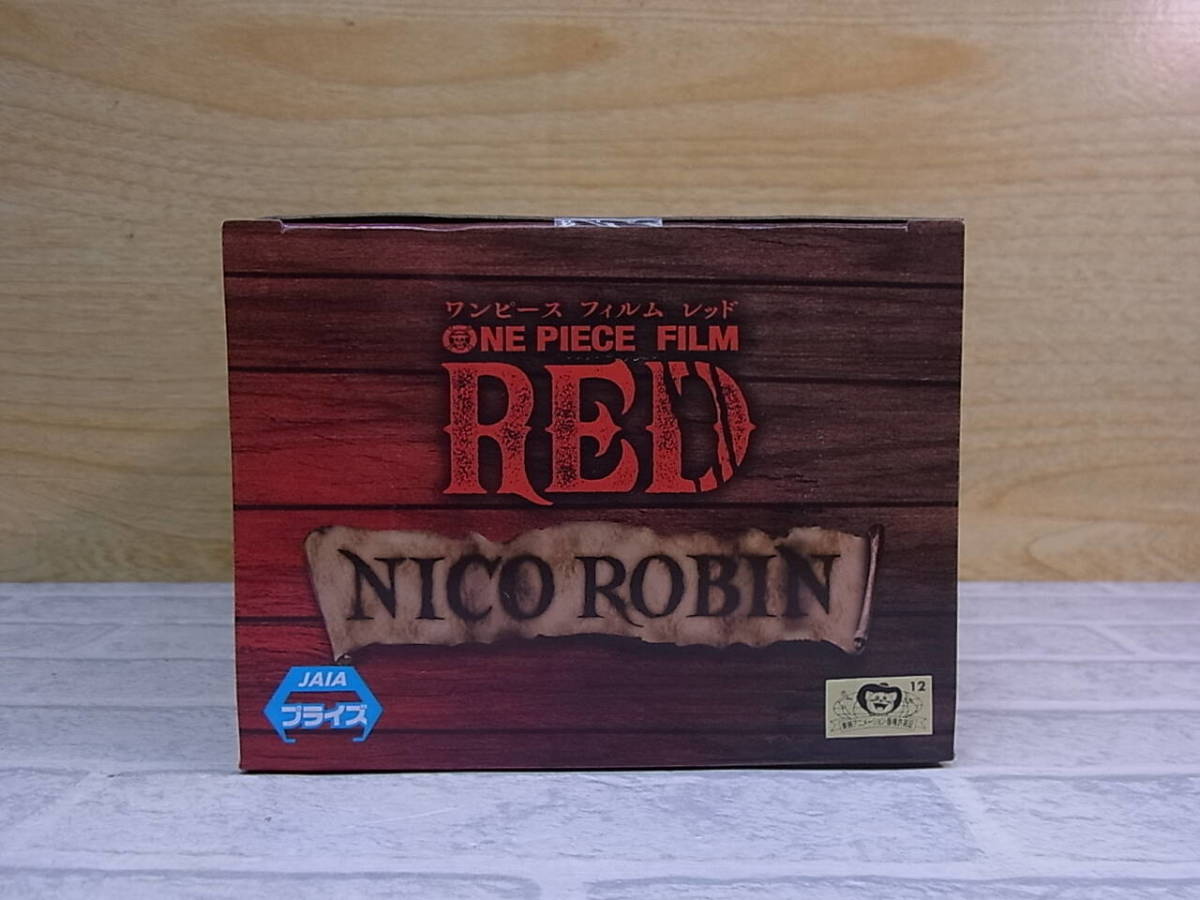 ワンピース フィルム レッド
ONE PIECE FILM
RED
NICO ROBIN
JAIA
プライズ
12